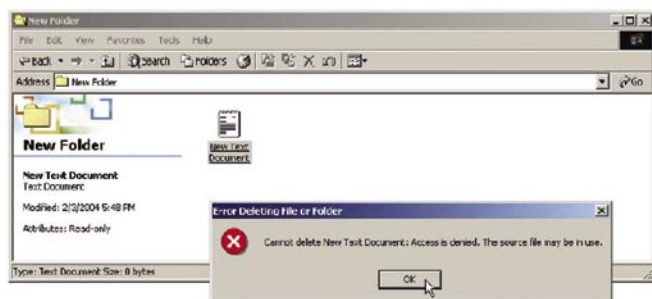 New Folder
File Edit View Favorites Tools Help
Back Search Folders
Address New Folder Go
New Folder
New Text Document
Text Document
Modified: 2/3/2004 5:48 PM
Attributes: Read-only
New Text
Document
Error Deleting File or Folder
Cannot delete New Text Document: Access is denied. The source file may be in use.
OK
Type: Text Document Size: 0 bytes